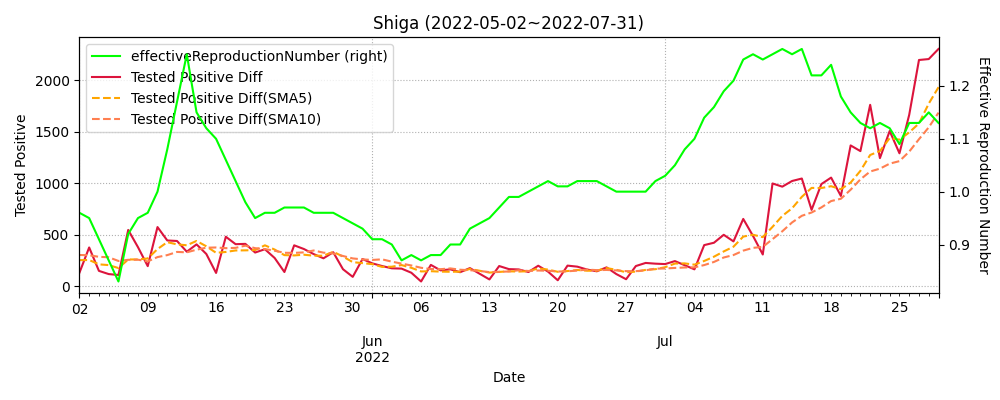 Shiga (2022-05-02~2022-07-31)
effectiveReproductionNumber (right)
Tested Positive Diff
Tested Positive Diff(SMA5)
Tested Positive Diff(SMA10)
Tested Positive
2000
1500
1000
500
0
Effective Reproduction Number
1.2
1.1
1.0
0.9
02 09 16 23 30 06 13 20 27 04 11 18 25
Jun Jul
2022
Date